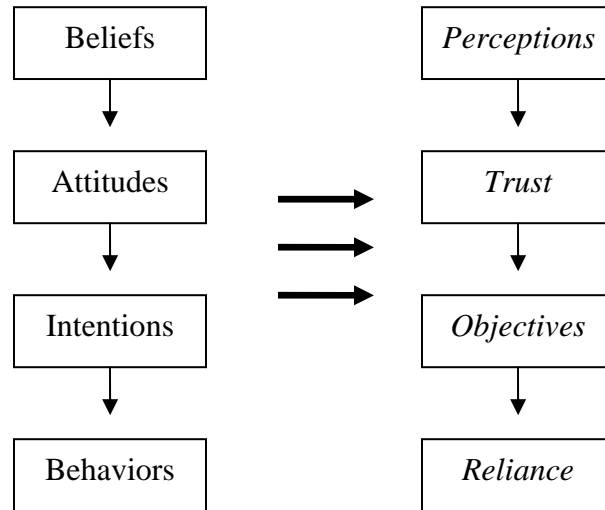 Beliefs
Perceptions
Attitudes
Trust
Intentions
Objectives
Behaviors
Reliance